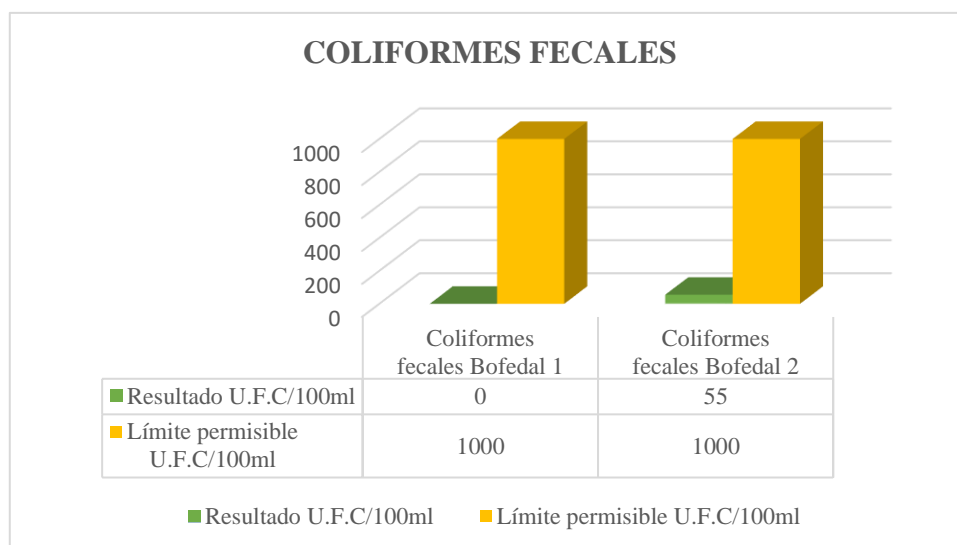 COLIFORMES FECALES
1000
800
600
400
200
0
Coliformes
fecales Bofedal 1
Coliformes
fecales Bofedal 2
Resultado U.F.C/100ml 0 55
Límite permisible
U.F.C/100ml 1000 1000
Resultado U.F.C/100ml Límite permisible U.F.C/100ml